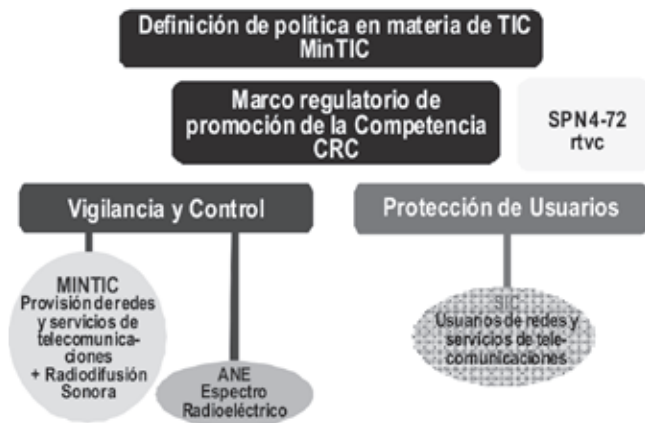 Definición de política en materia de TIC
MinTIC
Marco regulatorio de
promoción de la Competencia
CRC
SPN4-72
rtvc
Vigilancia y Control
Protección de Usuarios
MINTIC
Provisión de redes
y servicios de
telecomunica-
ciones
+ Radiodifusión
Sonora
ANE
Espectro
Radioeléctrico
SIC
Usuarios de redes y
servicios de tele-
comunicaciones